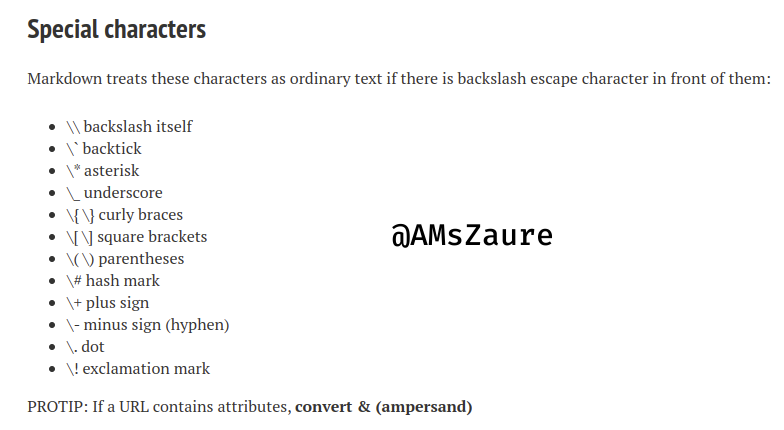 Special characters
Markdown treats these characters as ordinary text if there is backslash escape character in front of them:
• \\ backslash itself
• \` backtick
• \* asterisk
• \_ underscore
• \{ \} curly braces
• \[ \] square brackets
• \( \) parentheses
• \# hash mark
• \+ plus sign
• \- minus sign (hyphen)
• \. dot
• \! exclamation mark
@AMsZaure
PROTIP: If a URL contains attributes, convert & (ampersand)